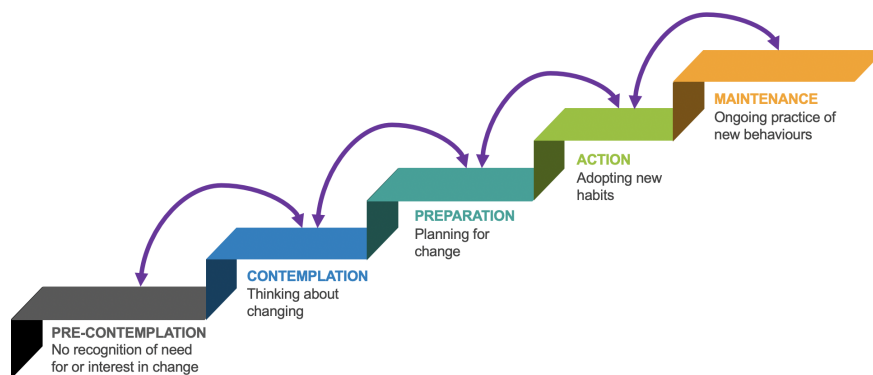 MAINTENANCE
Ongoing practice of
new behaviours
ACTION
Adopting new
habits
PREPARATION
Planning for
change
CONTEMPLATION
Thinking about
changing
PRE-CONTEMPLATION
No recognition of need
for or interest in change